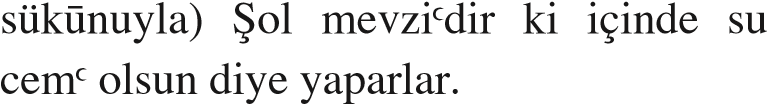 sükūnuyla) Şol mevziᶜdir ki içinde su
cemᶜ olsun diye yaparlar.